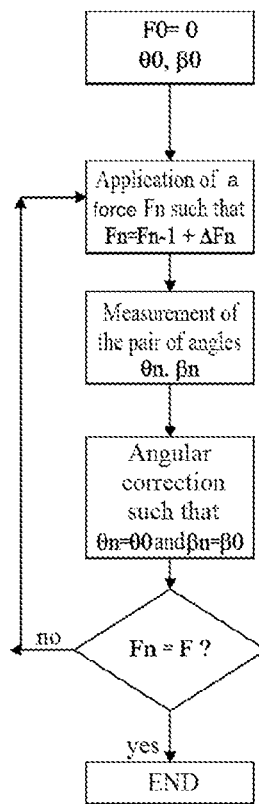 F0= 0
θ0, β0
Application of a
force Fn such that
Fn=Fn-1 + ΔFn
Measurement of
the pair of angles
θn, βn
Angular
correction
such that
θn=θ0 and βn=β0
Fn = F ?
no
yes
END